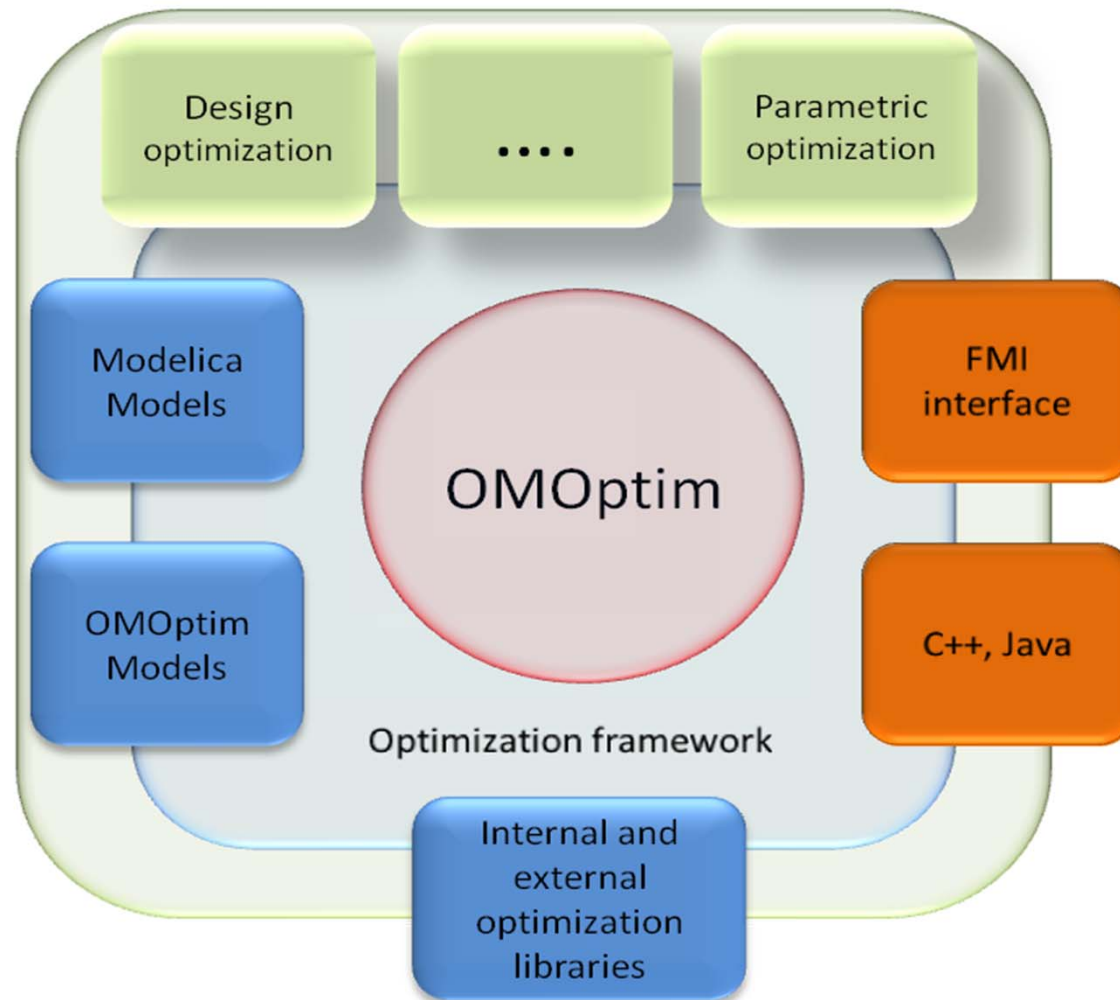 Design
optimization
....
Parametric
optimization
Modelica
Models
FMI
interface
OMOptim
OMOptim
Models
C++, Java
Optimization framework
Internal and
external
optimization
libraries